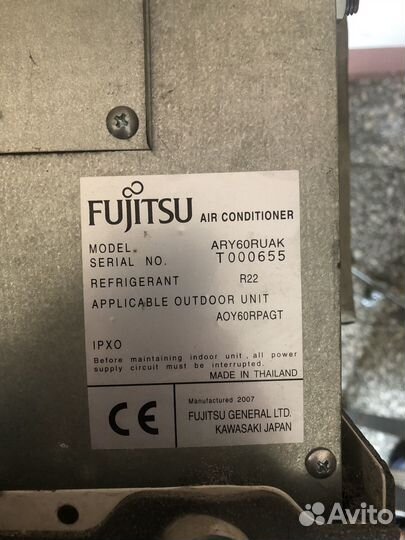 FUJITSU AIR CONDITIONER
MODEL ARY60RUAK
SERIAL NO. T000655
REFRIGERANT R22
APPLICABLE OUTDOOR UNIT
AOY60RPAGT
IPX0
Before maintaining indoor unit, all power
supply circuit must be interrupted.
MADE IN THAILAND
CE
Manufactured 2007
FUJITSU GENERAL LTD.
KAWASAKI JAPAN
Avito